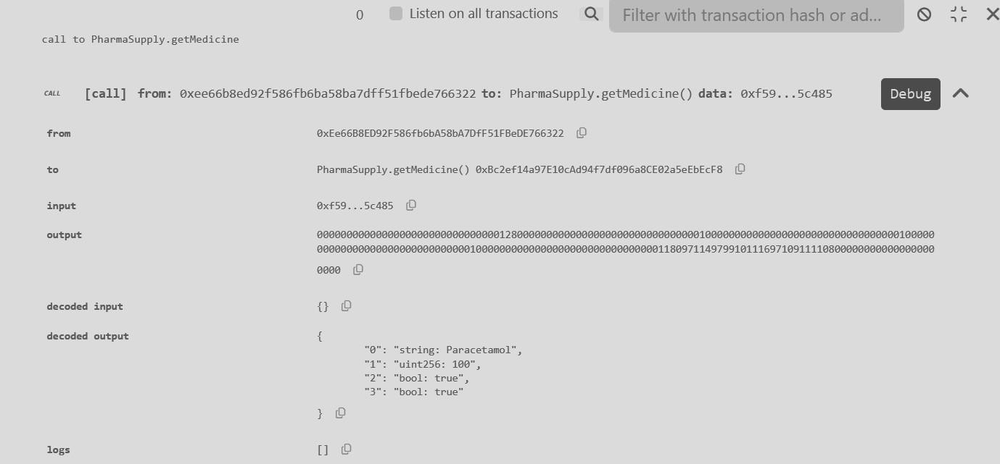 0
Listen on all transactions
Filter with transaction hash or ad...
call to PharmaSupply.getMedicine
CALL [call] from: 0xee66b8ed92f586fb6ba58ba7dff51fbede766322 to: PharmaSupply.getMedicine() data: 0xf59...5c485
Debug
from 0xEe66B8ED92F586fb6bA58bA7DfF51FBeDE766322
to PharmaSupply.getMedicine() 0xBc2ef14a97E10cAd94f7df096a8CE02a5eEbEcF8
input 0xf59...5c485
output 000000000000000000000000000000012800000000000000000000000000000001000000000000000000000000000000000100000
000000000000000000000000001000000000000000000000000000000011809711497991011169710911110800000000000000000
0000
decoded input {}
decoded output {
"0": "string: Paracetamol",
"1": "uint256: 100",
"2": "bool: true",
"3": "bool: true"
}
logs []